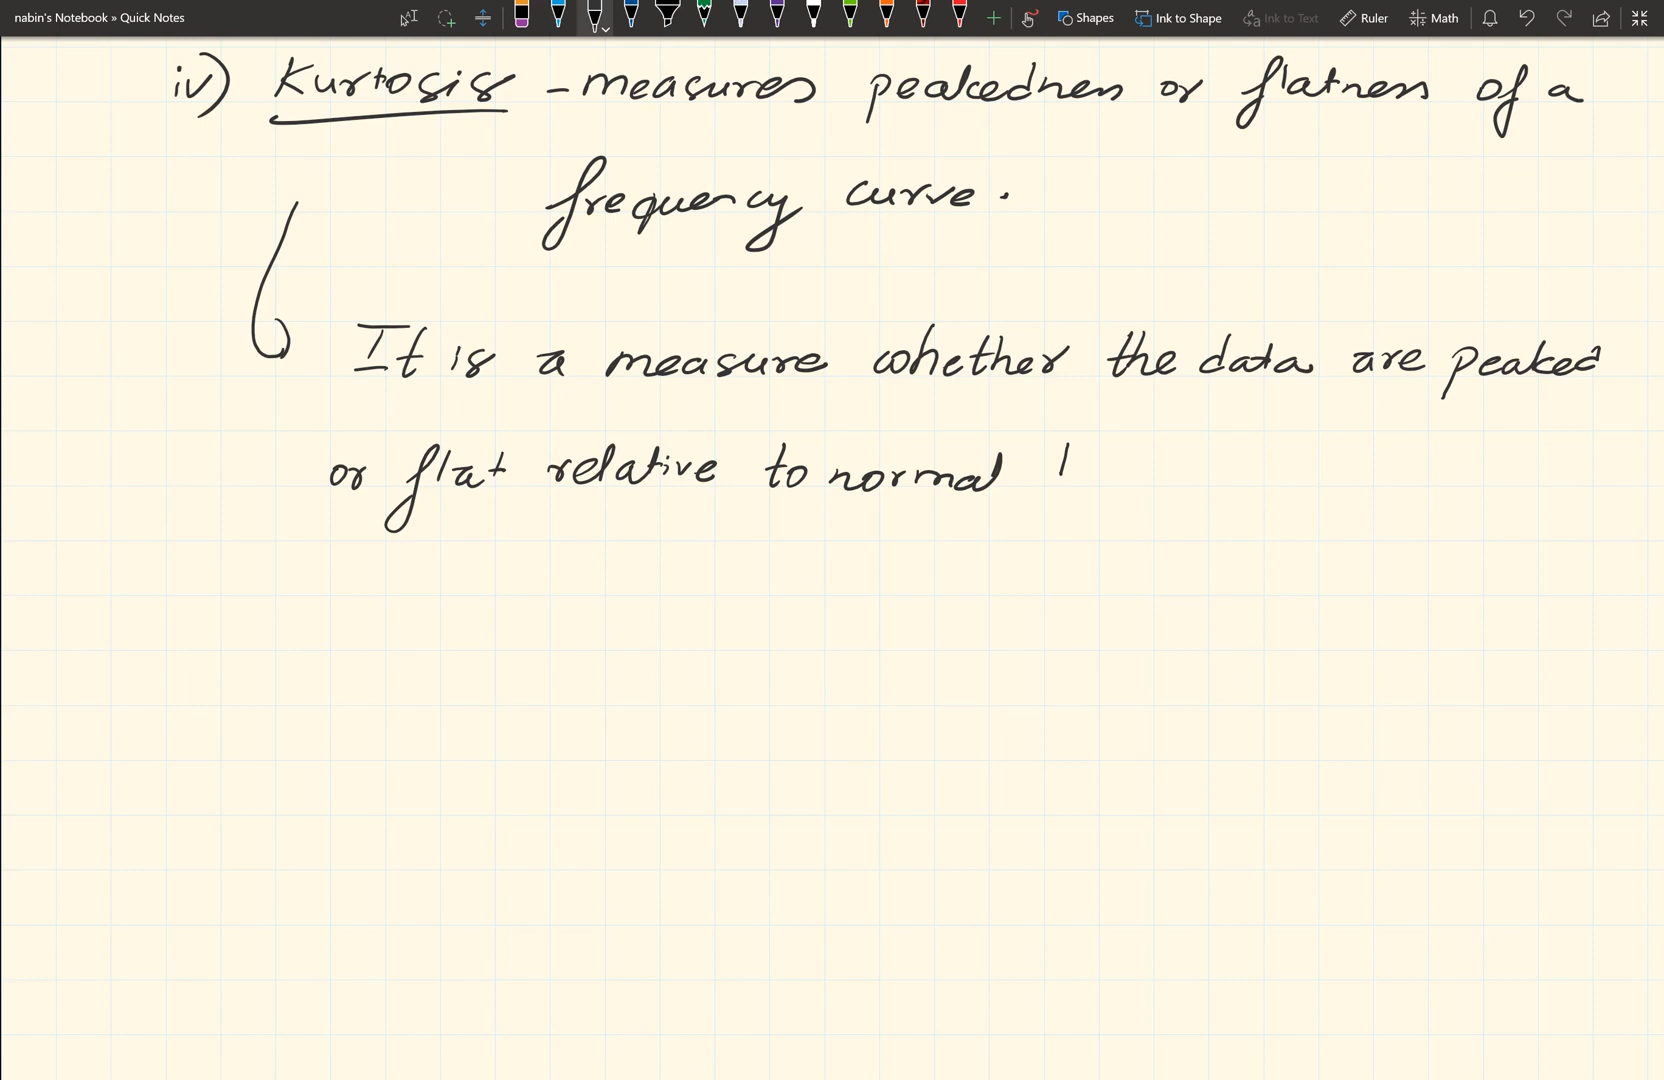 nabin's Notebook » Quick Notes
Shapes Ink to Shape Ink to Text Ruler Math
iv) Kurtosis - measures peakedness or flatness of a
frequency curve.
It is a measure whether the data are peaked
or flat relative to normal